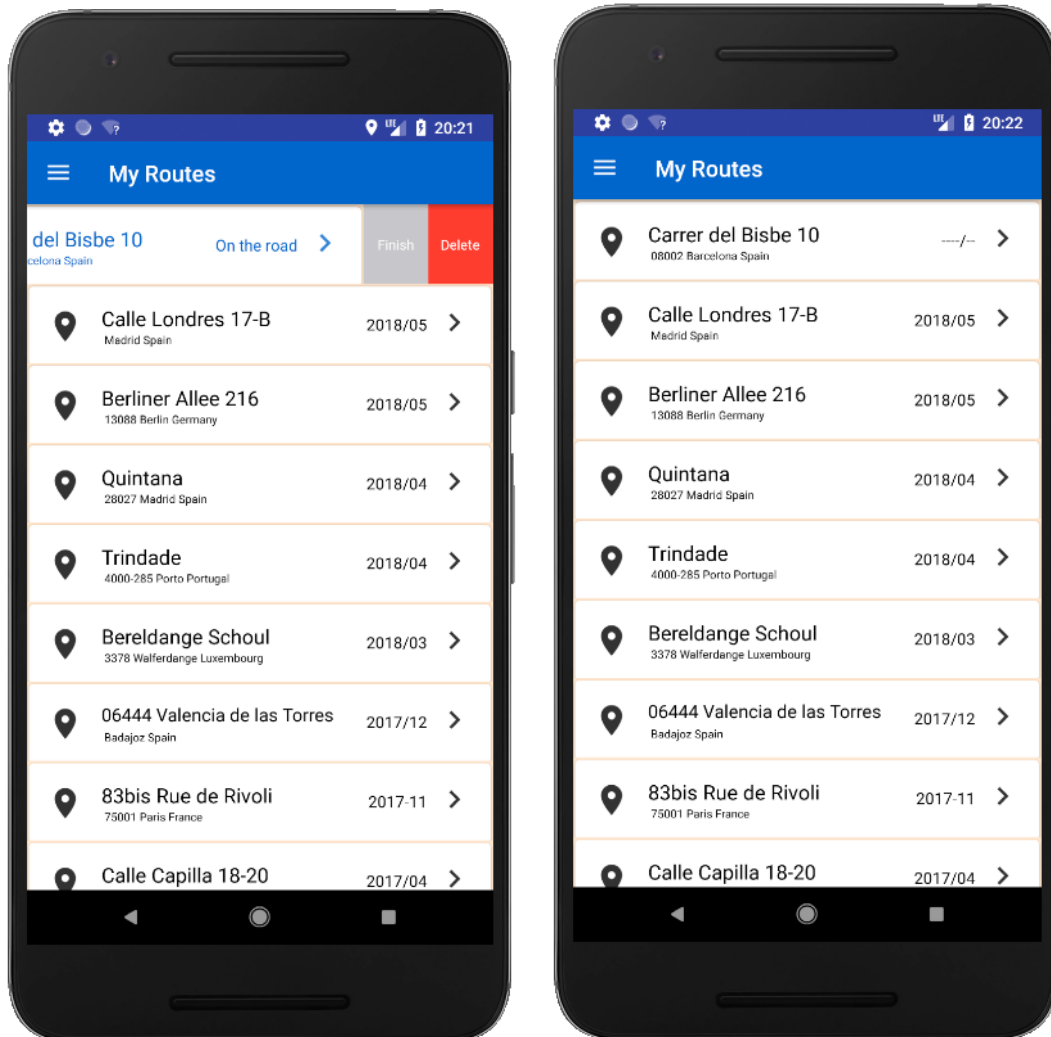 LTE 20:21
My Routes
del Bisbe 10
celona Spain
On the road
Finish
Delete
Calle Londres 17-B
Madrid Spain
2018/05
Berliner Allee 216
13088 Berlin Germany
2018/05
Quintana
28027 Madrid Spain
2018/04
Trindade
4000-285 Porto Portugal
2018/04
Bereldange Schoul
3378 Walferdange Luxembourg
2018/03
06444 Valencia de las Torres
Badajoz Spain
2017/12
83bis Rue de Rivoli
75001 Paris France
2017-11
Calle Capilla 18-20
2017/04
LTE 20:22
My Routes
Carrer del Bisbe 10
08002 Barcelona Spain
----/--
Calle Londres 17-B
Madrid Spain
2018/05
Berliner Allee 216
13088 Berlin Germany
2018/05
Quintana
28027 Madrid Spain
2018/04
Trindade
4000-285 Porto Portugal
2018/04
Bereldange Schoul
3378 Walferdange Luxembourg
2018/03
06444 Valencia de las Torres
Badajoz Spain
2017/12
83bis Rue de Rivoli
75001 Paris France
2017-11
Calle Capilla 18-20
2017/04